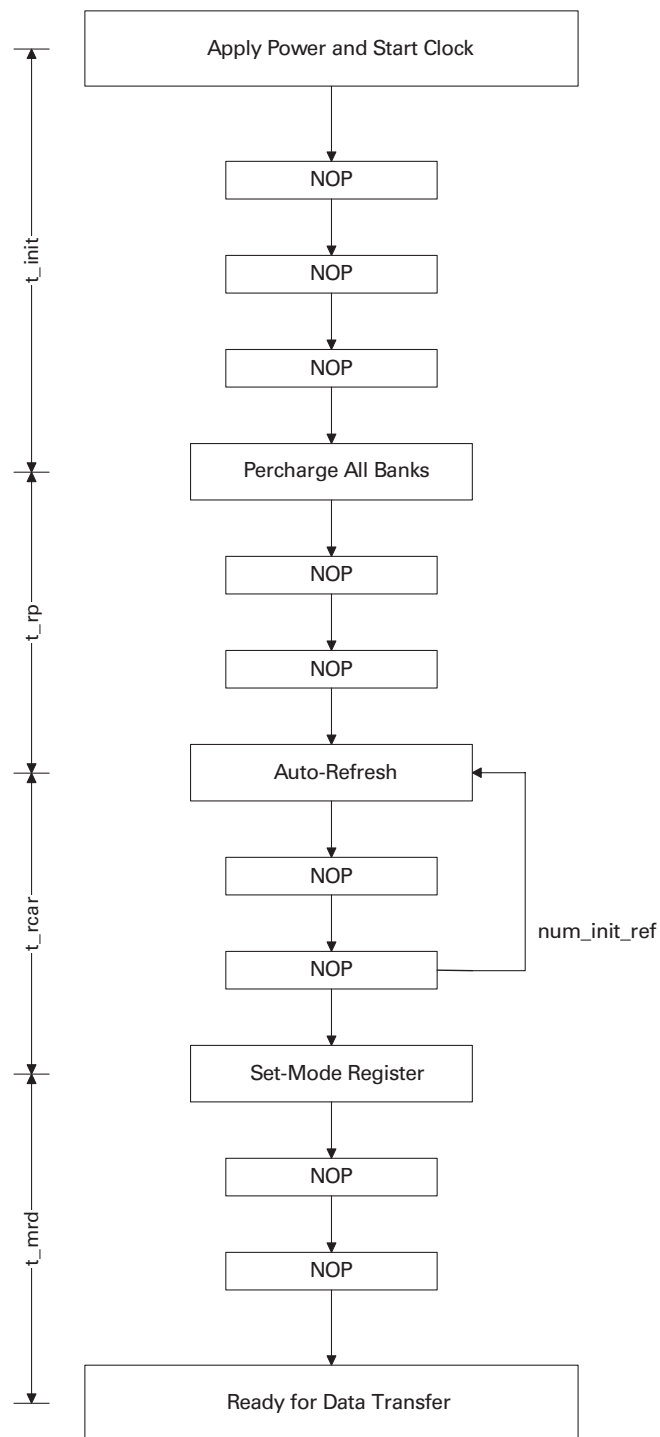 Apply Power and Start Clock
NOP
t_init
NOP
NOP
Percharge All Banks
NOP
t_rp
NOP
Auto-Refresh
NOP
t_rcar
num_init_ref
NOP
Set-Mode Register
NOP
t_mrd
NOP
Ready for Data Transfer